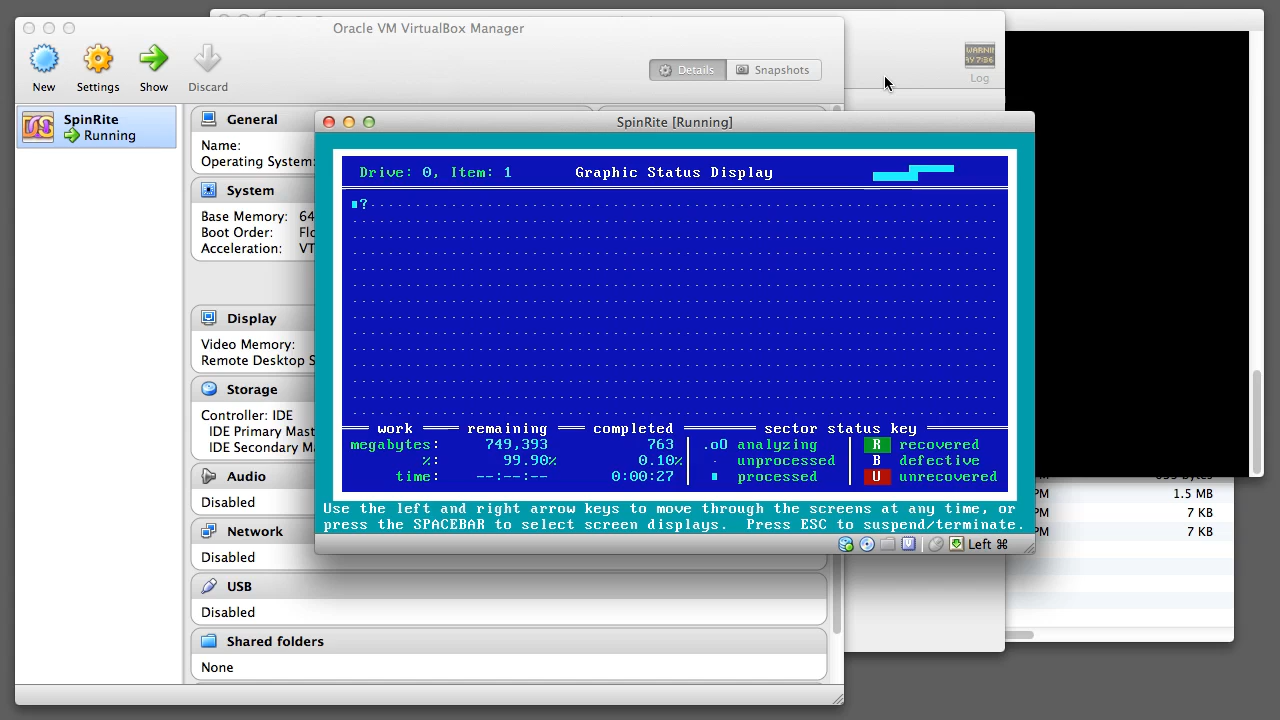 Oracle VM VirtualBox Manager
New
Settings
Show
Discard
Details
Snapshots
Log
SpinRite
Running
General
Name:
Operating System:
System
Base Memory: 64
Boot Order: Flo
Acceleration: VT
Display
Video Memory:
Remote Desktop S
Storage
Controller: IDE
IDE Primary Mast
IDE Secondary M
Audio
Disabled
Network
Disabled
USB
Disabled
Shared folders
None
SpinRite [Running]
Drive: 0, Item: 1 Graphic Status Display
?
work remaining completed sector status key
megabytes: 749,393 763 .oO analyzing R recovered
%: 99.90% 0.10% unprocessed B defective
time: --:--:-- 0:00:27 processed U unrecovered
Use the left and right arrow keys to move through the screens at any time, or
press the SPACEBAR to select screen displays. Press ESC to suspend/terminate.
Left ⌘
PM 1.5 MB
PM 7 KB
PM 7 KB